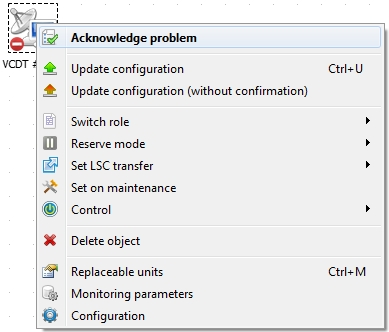 Acknowledge problem
VCDT #
Update configuration Ctrl+U
Update configuration (without confirmation)
Switch role
Reserve mode
Set LSC transfer
Set on maintenance
Control
Delete object
Replaceable units Ctrl+M
Monitoring parameters
Configuration